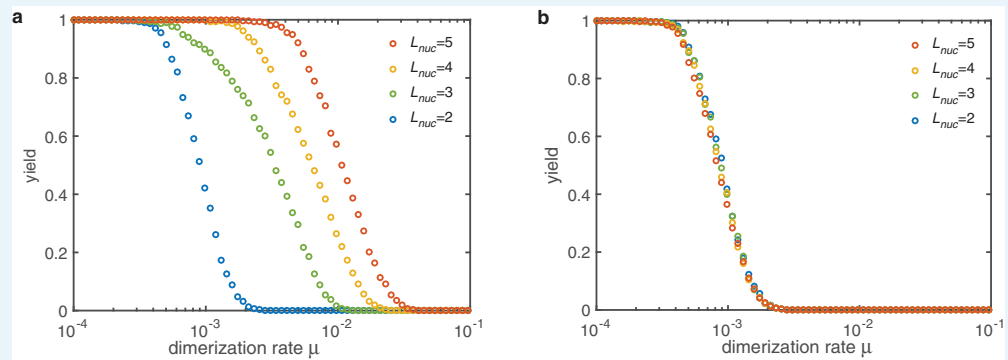 a
1
0.8
0.6
0.4
0.2
0
yield
10^-4
10^-3
10^-2
10^-1
dimerization rate μ
L_nuc=5
L_nuc=4
L_nuc=3
L_nuc=2
b
1
0.8
0.6
0.4
0.2
0
yield
10^-4
10^-3
10^-2
10^-1
dimerization rate μ
L_nuc=5
L_nuc=4
L_nuc=3
L_nuc=2